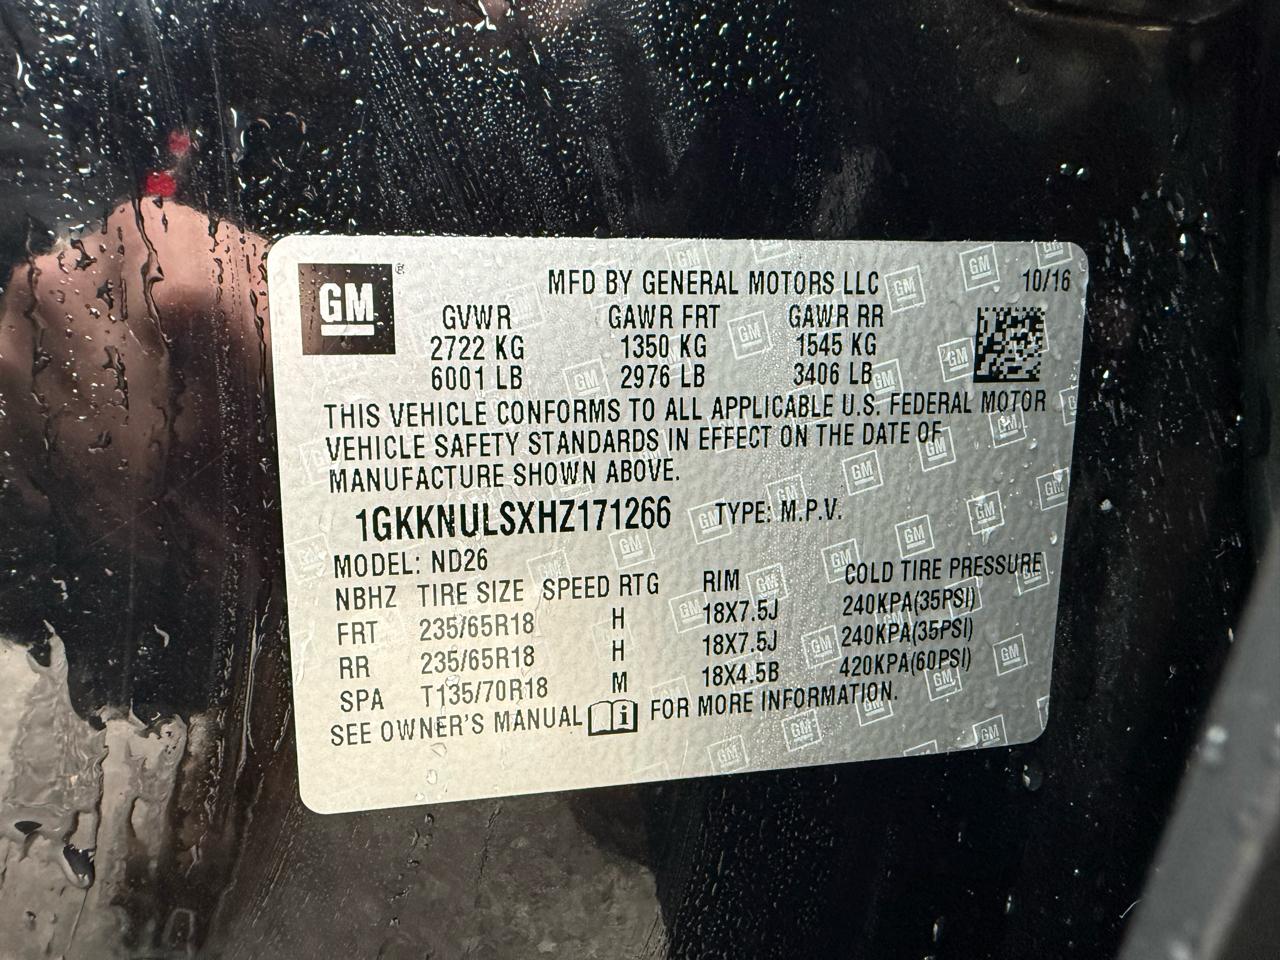 GM ®
MFD BY GENERAL MOTORS LLC 10/16
GVWR GAWR FRT GAWR RR
2722 KG 1350 KG 1545 KG
6001 LB 2976 LB 3406 LB
THIS VEHICLE CONFORMS TO ALL APPLICABLE U.S. FEDERAL MOTOR
VEHICLE SAFETY STANDARDS IN EFFECT ON THE DATE OF
MANUFACTURE SHOWN ABOVE.
1GKKNULSXHZ171266 TYPE: M.P.V.
MODEL: ND26
NBHZ TIRE SIZE SPEED RTG RIM COLD TIRE PRESSURE
FRT 235/65R18 H 18X7.5J 240KPA(35PSI)
RR 235/65R18 H 18X7.5J 240KPA(35PSI)
SPA T135/70R18 M 18X4.5B 420KPA(60PSI)
SEE OWNER'S MANUAL FOR MORE INFORMATION.